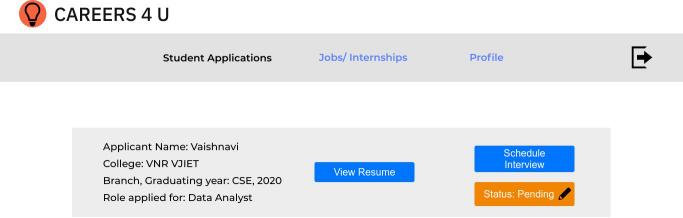 CAREERS 4 U
Student Applications
Jobs/ Internships
Profile
Applicant Name: Vaishnavi
College: VNR VJIET
Branch, Graduating year: CSE, 2020
Role applied for: Data Analyst
View Resume
Schedule
Interview
Status: Pending